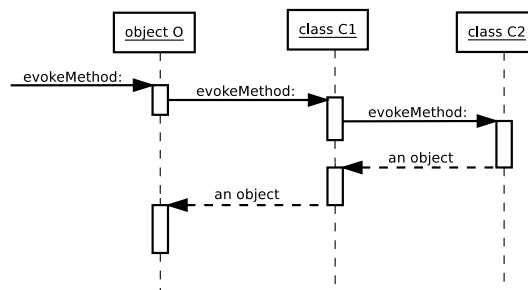 object O
class C1
class C2
evokeMethod:
evokeMethod:
evokeMethod:
an object
an object